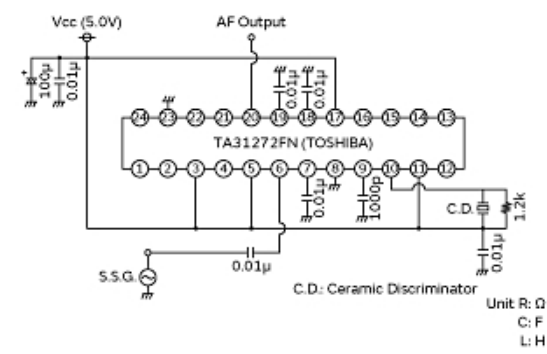 Vcc (5.0V)
AF Output
100μ
0.01μ
0.01μ
0.01μ
24 23 22 21 20 19 18 17 16 15 14 13
TA31272FN (TOSHIBA)
1 2 3 4 5 6 7 8 9 10 11 12
0.01μ
1000p
C.D.
1.2k
0.01μ
S.S.G.
0.01μ
C.D.: Ceramic Discriminator
Unit R: Ω
C: F
L: H